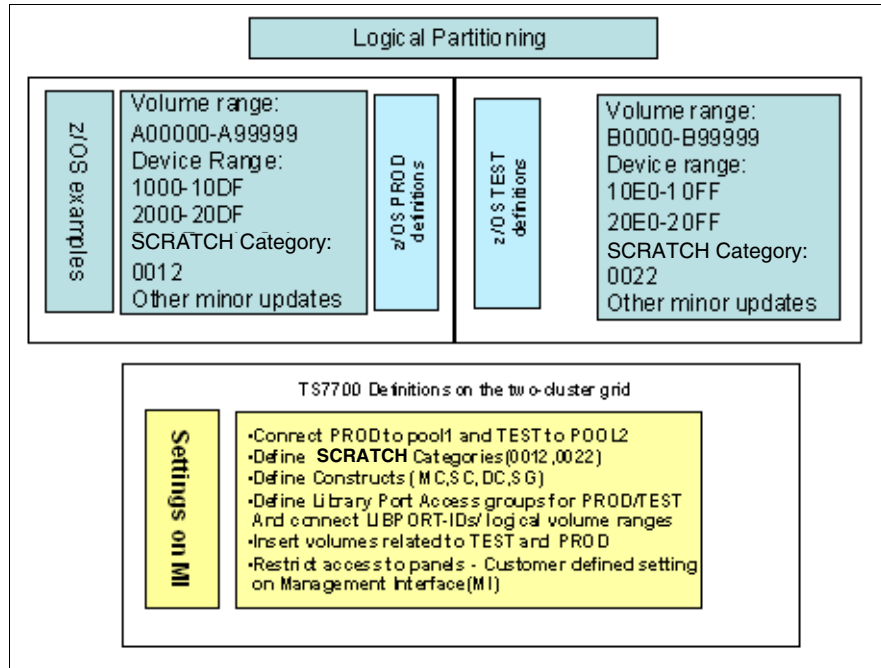 Logical Partitioning
z/OS examples
Volume range:
A00000-A99999
Device Range:
1000-10DF
2000-20DF
SCRATCH Category:
0012
Other minor updates
z/OS PROD
definitions
z/OS TEST
definitions
Volume range:
B0000-B99999
Device range:
10E0-10FF
20E0-20FF
SCRATCH Category:
0022
Other minor updates
TS7700 Definitions on the two-cluster grid
Settings on MI
•Connect PROD to pool1 and TEST to POOL2
•Define SCRATCH Categories(0012,0022)
•Define Constructs (MC,SC,DC,SG)
•Define Library Port Access groups for PROD/TEST
And connect LIBPORT-IDs/ logical volume ranges
•Insert volumes related to TEST and PROD
•Restrict access to panels - Customer defined setting
on Management Interface(MI)